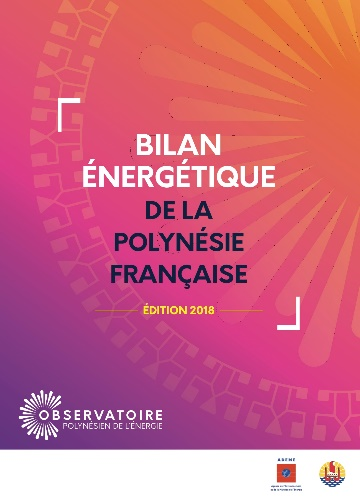 BILAN
ÉNERGÉTIQUE
DE LA
POLYNÉSIE
FRANÇAISE
ÉDITION 2018
OBSERVATOIRE
POLYNÉSIEN DE L'ÉNERGIE
ADEME